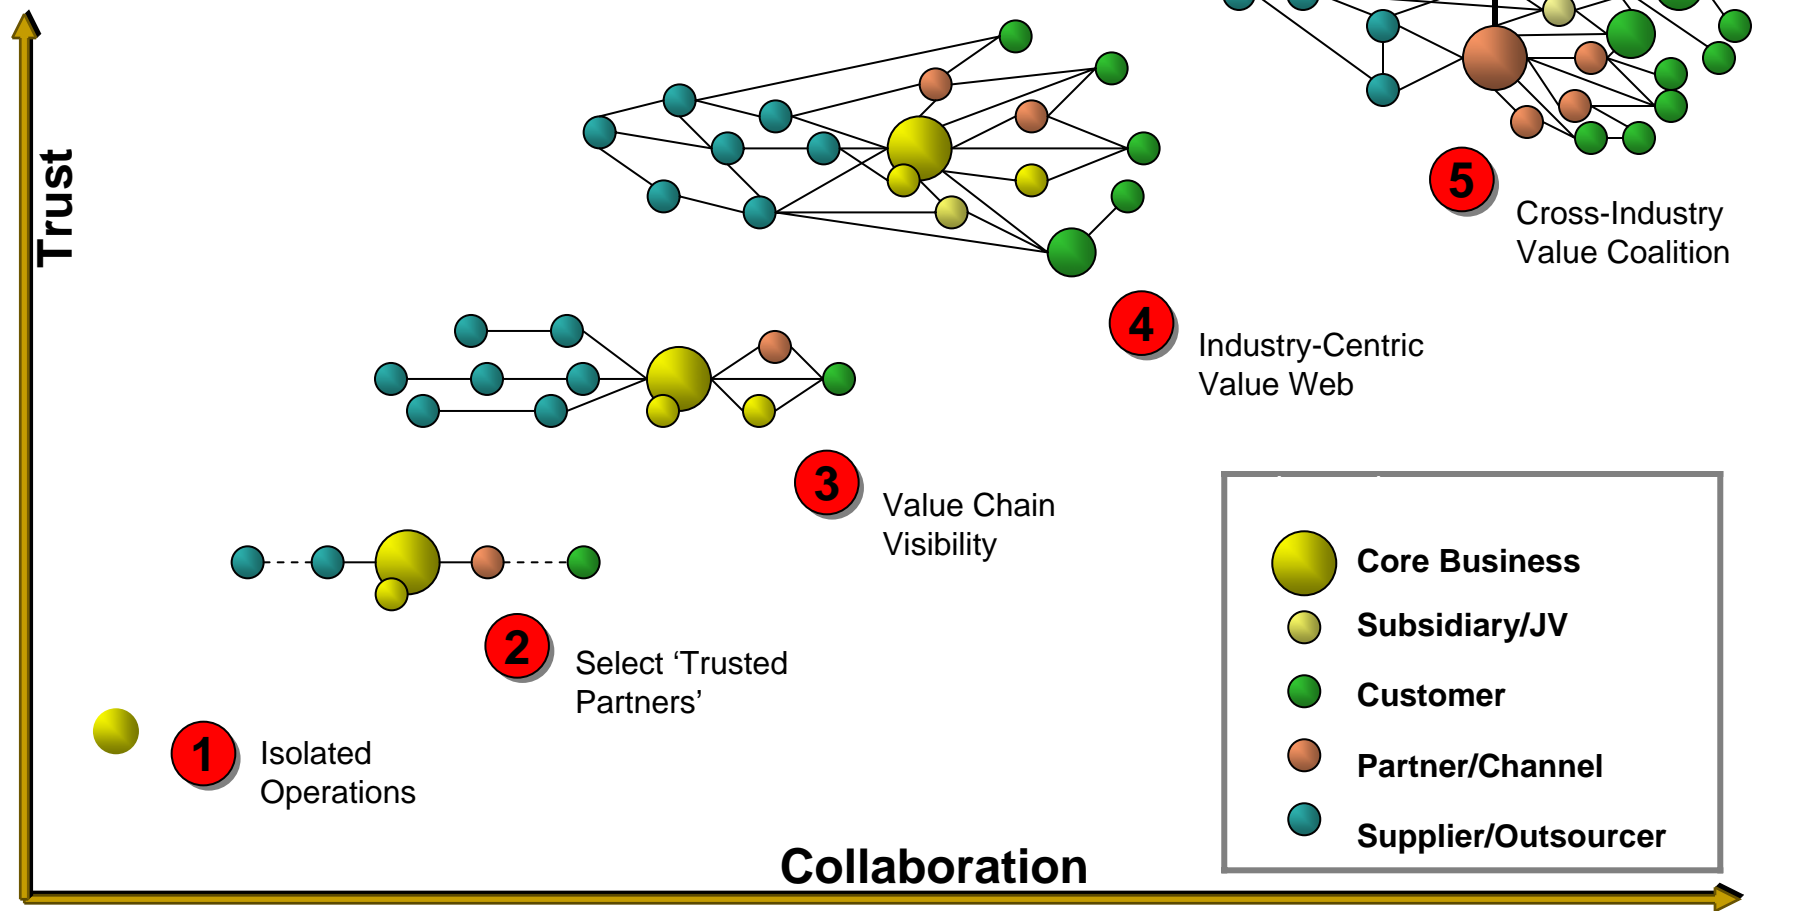 Trust
5
Cross-Industry
Value Coalition
4
Industry-Centric
Value Web
3
Value Chain
Visibility
2
Select ‘Trusted
Partners’
1
Isolated
Operations
Core Business
Subsidiary/JV
Customer
Partner/Channel
Supplier/Outsourcer
Collaboration